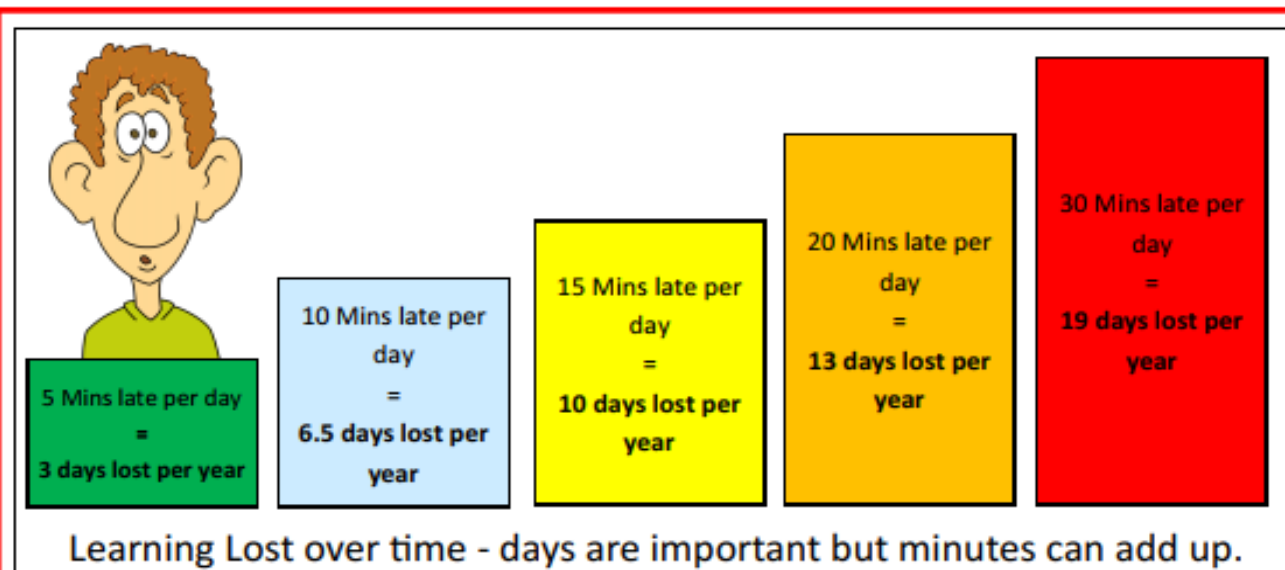 5 Mins late per day
=
3 days lost per year
10 Mins late per
day
=
6.5 days lost per
year
15 Mins late per
day
=
10 days lost per
year
20 Mins late per
day
=
13 days lost per
year
30 Mins late per
day
=
19 days lost per
year
Learning Lost over time - days are important but minutes can add up.